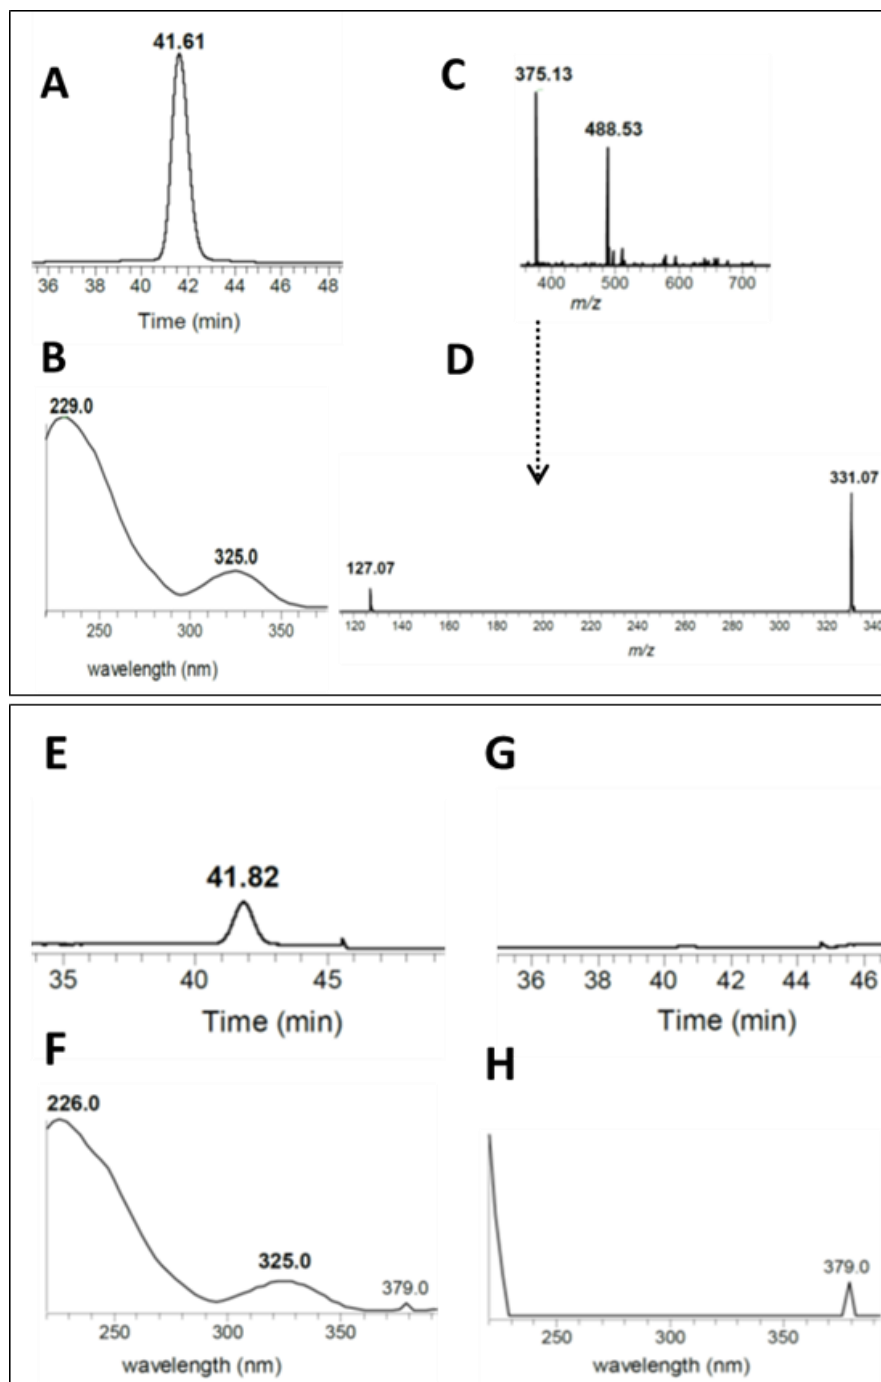 A
41.61
36 38 40 42 44 46 48
Time (min)
C
375.13
488.53
400 500 600 700
m/z
B
229.0
325.0
250 300 350
wavelength (nm)
D
127.07
331.07
120 140 160 180 200 220 240 260 280 300 320 340
m/z
E
41.82
35 40 45
Time (min)
G
36 38 40 42 44 46
Time (min)
F
226.0
325.0
379.0
250 300 350
wavelength (nm)
H
379.0
250 300 350
wavelength (nm)